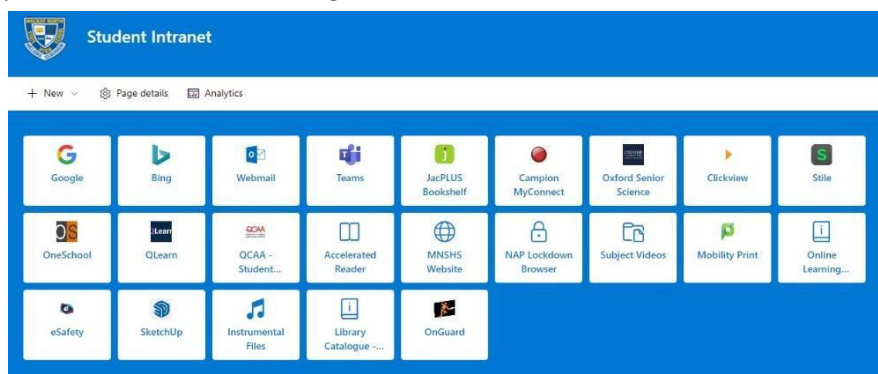 Student Intranet
New
Page details
Analytics
Google
Bing
Webmail
Teams
JacPLUS
Bookshelf
Campion
MyConnect
Oxford Senior
Science
Clickview
Stile
OneSchool
QLearn
QCAA -
Student...
Accelerated
Reader
MNSHS
Website
NAP Lockdown
Browser
Subject Videos
Mobility Print
Online
Learning...
eSafety
SketchUp
Instrumental
Files
Library
Catalogue -...
OnGuard